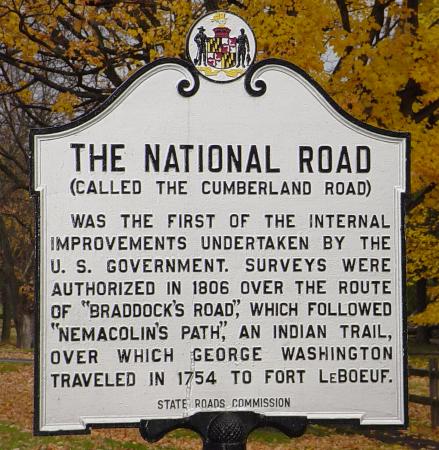 THE NATIONAL ROAD
(CALLED THE CUMBERLAND ROAD)
WAS THE FIRST OF THE INTERNAL
IMPROVEMENTS UNDERTAKEN BY THE
U. S. GOVERNMENT. SURVEYS WERE
AUTHORIZED IN 1806 OVER THE ROUTE
OF "BRADDOCK'S ROAD", WHICH FOLLOWED
"NEMACOLIN'S PATH", AN INDIAN TRAIL,
OVER WHICH GEORGE WASHINGTON
TRAVELED IN 1754 TO FORT LeBOEUF.
STATE ROADS COMMISSION